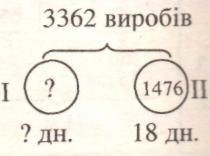 3362 виробів
I ? 1476 II
? дн. 18 дн.